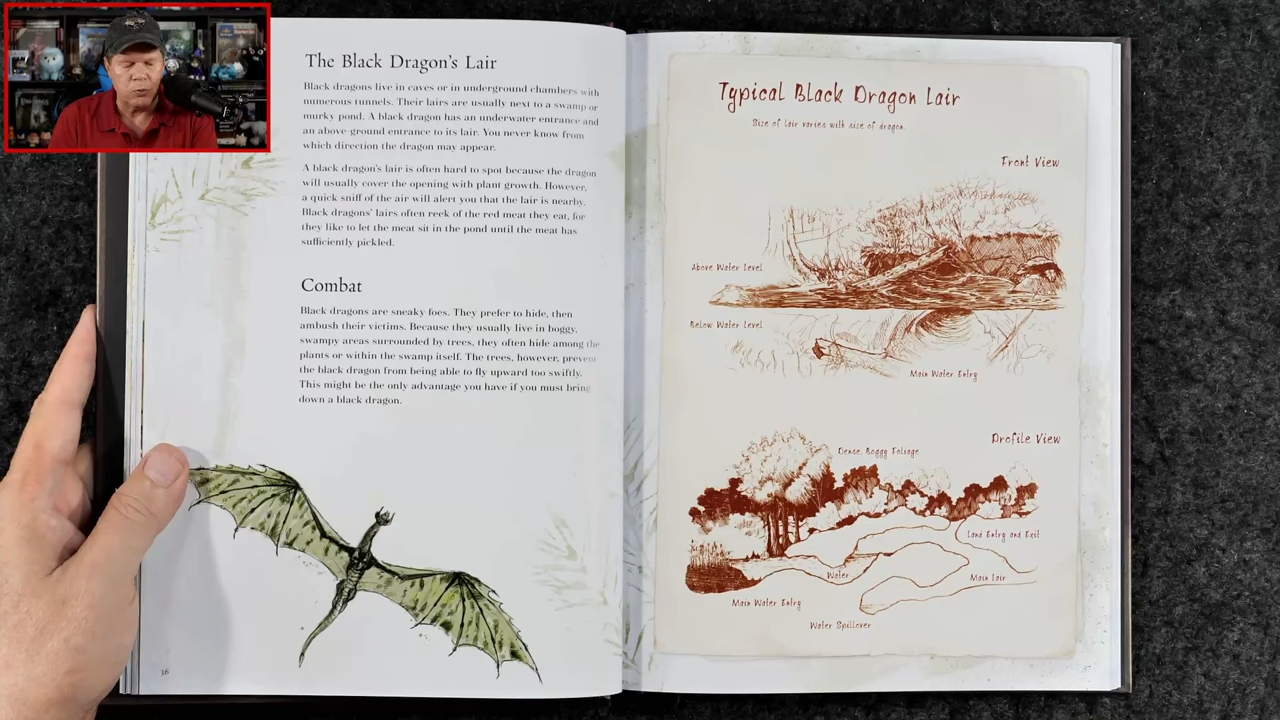 The Black Dragon's Lair
Black dragons live in caves or in underground chambers with
numerous tunnels. Their lairs are usually next to a swamp or
murky pond. A black dragon has an underwater entrance and
an above-ground entrance to its lair. You never know from
which direction the dragon may appear.
A black dragon's lair is often hard to spot because the dragon
will usually cover the opening with plant growth. However,
a quick sniff of the air will alert you that the lair is nearby.
Black dragons' lairs often reek of the red meat they eat, for
they like to let the meat sit in the pond until the meat has
sufficiently pickled.
Combat
Black dragons are sneaky foes. They prefer to hide, then
ambush their victims. Because they usually live in boggy,
swampy areas surrounded by trees, they often hide among the
plants or within the swamp itself. The trees, however, prevent
the black dragon from being able to fly upward too swiftly.
This might be the only advantage you have if you must bring
down a black dragon.
36
Typical Black Dragon Lair
Size of lair varies with size of dragon.
Front View
Above Water Level
Below Water Level
Main Water Entry
Profile View
Dense, Boggy Foliage
Land Entry and Exit
Water
Main Lair
Main Water Entry
Water Spillover